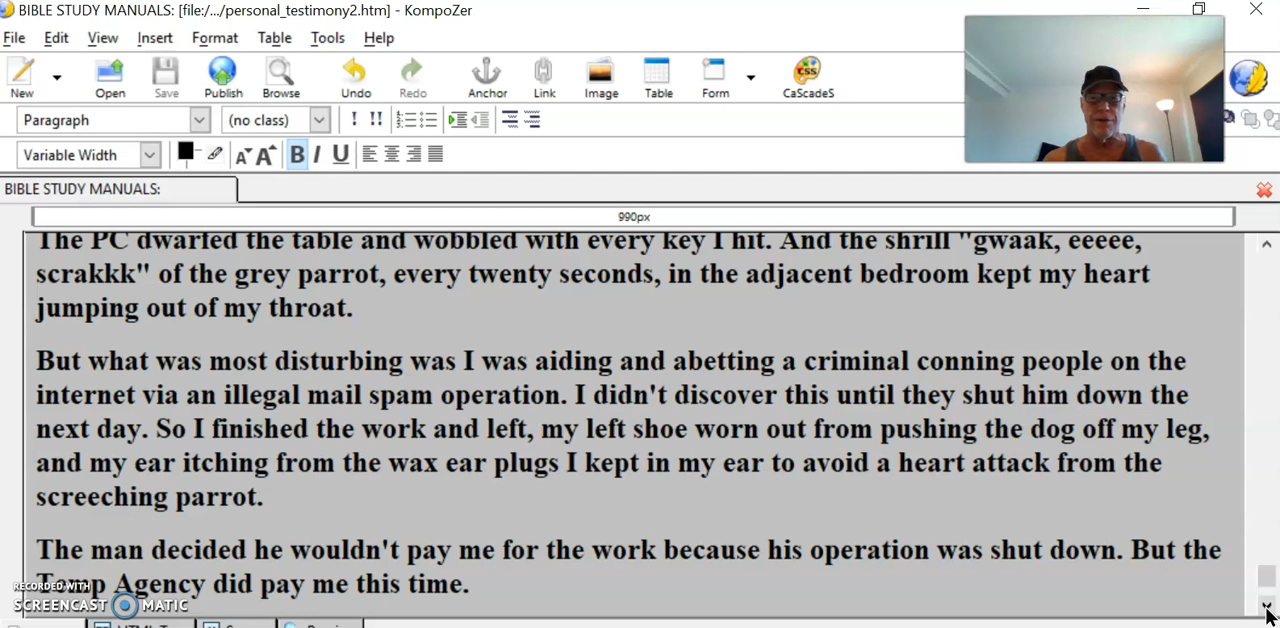 BIBLE STUDY MANUALS: [file:/.../personal_testimony2.htm] - KompoZer
File Edit View Insert Format Table Tools Help
New Open Save Publish Browse Undo Redo Anchor Link Image Table Form CaScadeS
Paragraph (no class) ! !!
Variable Width A A B I U
BIBLE STUDY MANUALS:
990px
The PC dwarfed the table and wobbled with every key I hit. And the shrill "gwaak, eeeee,
scrakkk" of the grey parrot, every twenty seconds, in the adjacent bedroom kept my heart
jumping out of my throat.
But what was most disturbing was I was aiding and abetting a criminal conning people on the
internet via an illegal mail spam operation. I didn't discover this until they shut him down the
next day. So I finished the work and left, my left shoe worn out from pushing the dog off my leg,
and my ear itching from the wax ear plugs I kept in my ear to avoid a heart attack from the
screeching parrot.
The man decided he wouldn't pay me for the work because his operation was shut down. But the
Temp Agency did pay me this time.
RECORDED WITH
SCREENCAST MATIC